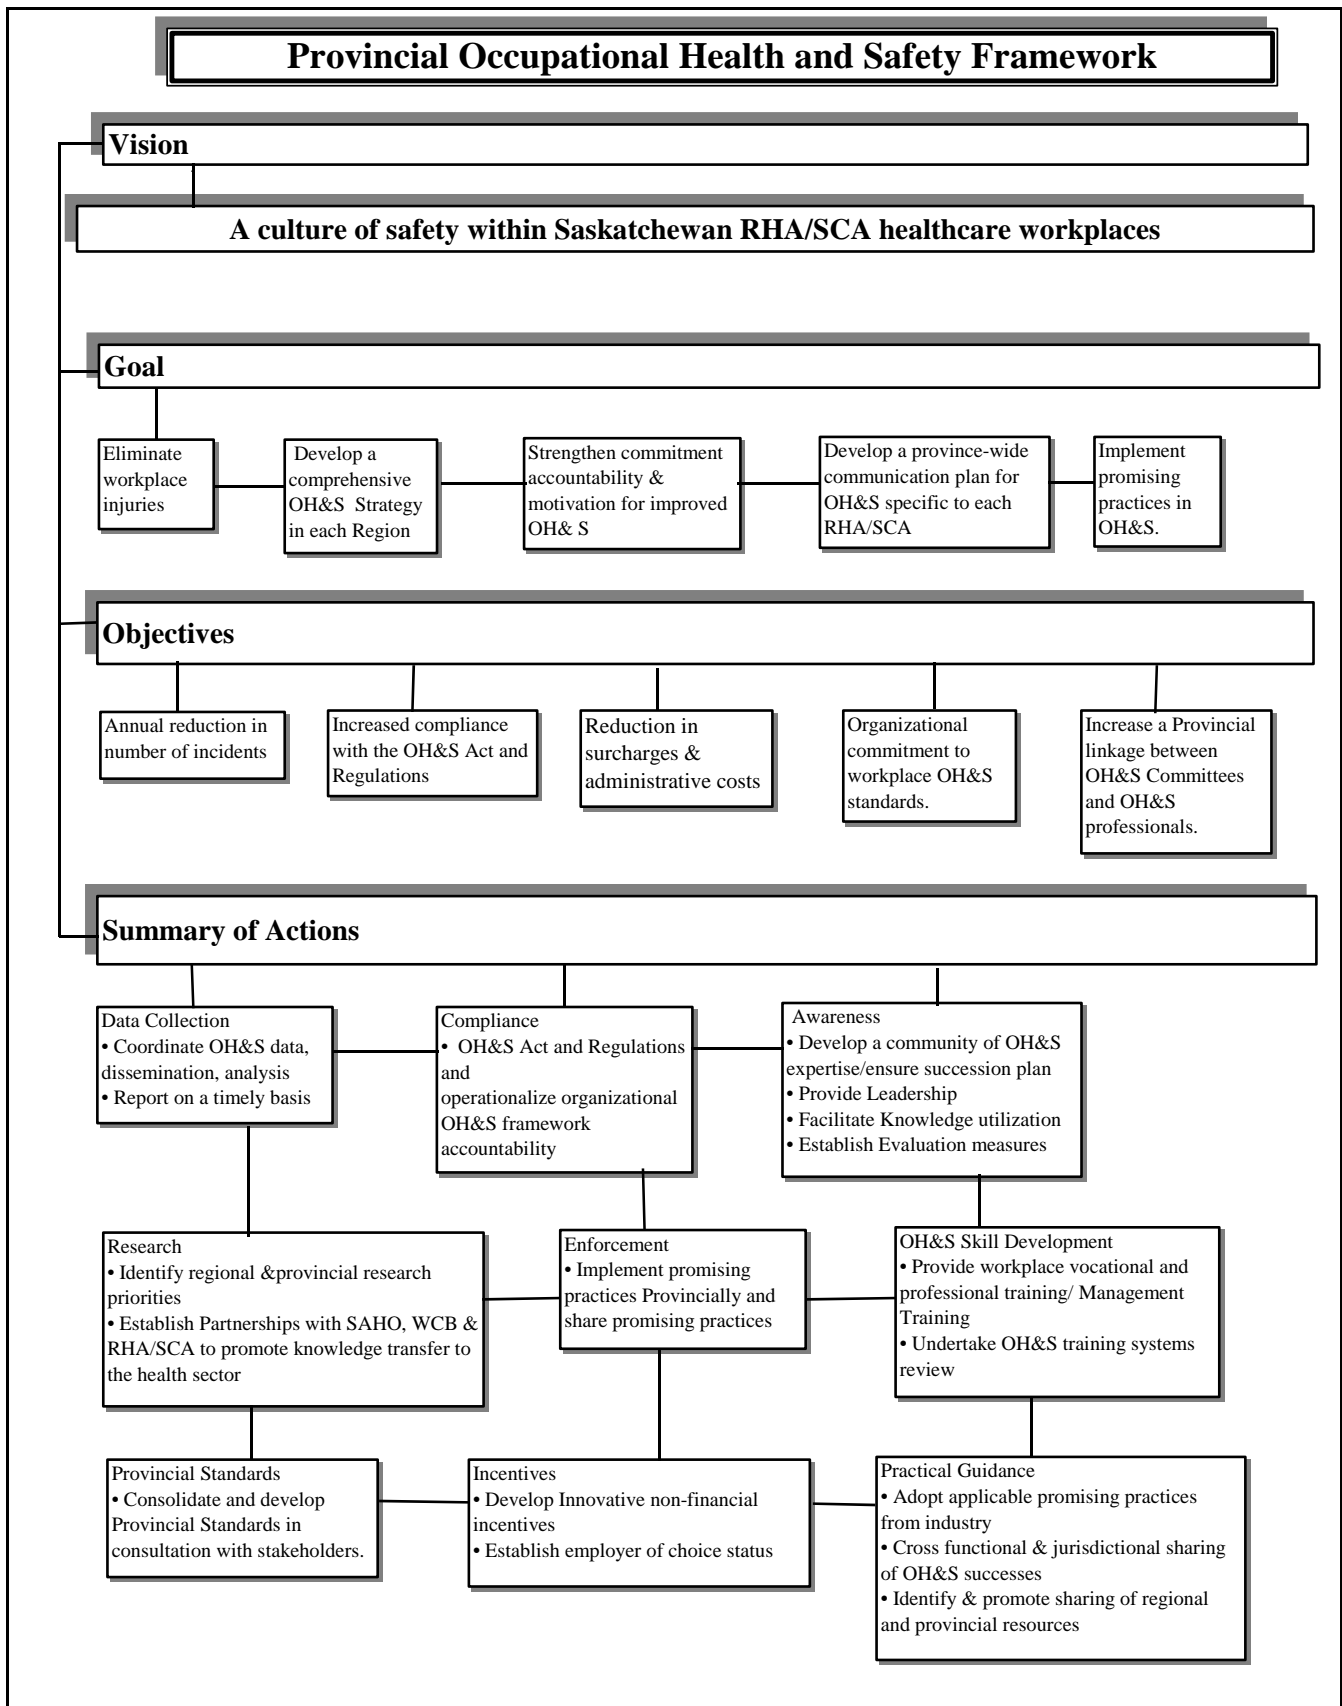 Provincial Occupational Health and Safety Framework
Vision
A culture of safety within Saskatchewan RHA/SCA healthcare workplaces
Goal
Eliminate
workplace
injuries
Develop a
comprehensive
OH&S Strategy
in each Region
Strengthen commitment
accountability &
motivation for improved
OH& S
Develop a province-wide
communication plan for
OH&S specific to each
RHA/SCA
Implement
promising
practices in
OH&S.
Objectives
Annual reduction in
number of incidents
Increased compliance
with the OH&S Act and
Regulations
Reduction in
surcharges &
administrative costs
Organizational
commitment to
workplace OH&S
standards.
Increase a Provincial
linkage between
OH&S Committees
and OH&S
professionals.
Summary of Actions
Data Collection
• Coordinate OH&S data,
dissemination, analysis
• Report on a timely basis
Compliance
• OH&S Act and Regulations
and
operationalize organizational
OH&S framework
accountability
Awareness
• Develop a community of OH&S
expertise/ensure succession plan
• Provide Leadership
• Facilitate Knowledge utilization
• Establish Evaluation measures
Research
• Identify regional &provincial research
priorities
• Establish Partnerships with SAHO, WCB &
RHA/SCA to promote knowledge transfer to
the health sector
Enforcement
• Implement promising
practices Provincially and
share promising practices
OH&S Skill Development
• Provide workplace vocational and
professional training/ Management
Training
• Undertake OH&S training systems
review
Provincial Standards
• Consolidate and develop
Provincial Standards in
consultation with stakeholders.
Incentives
• Develop Innovative non-financial
incentives
• Establish employer of choice status
Practical Guidance
• Adopt applicable promising practices
from industry
• Cross functional & jurisdictional sharing
of OH&S successes
• Identify & promote sharing of regional
and provincial resources